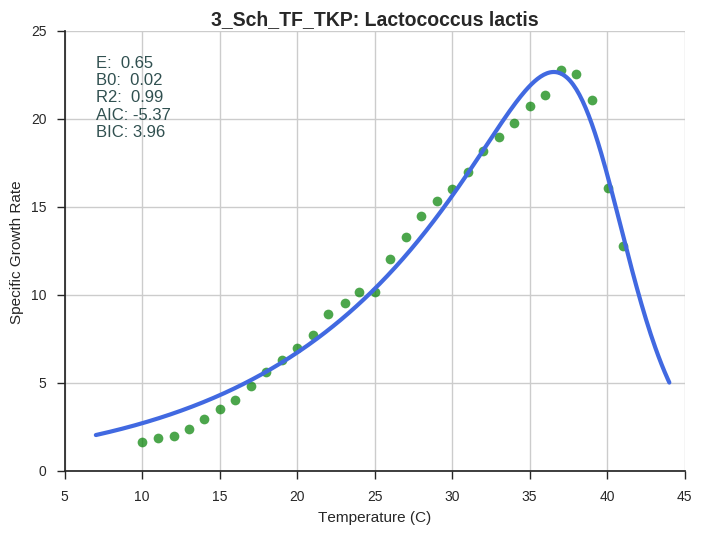 3_Sch_TF_TKP: Lactococcus lactis
25
E:  0.65
B0:  0.02
R2:  0.99
AIC: -5.37
BIC: 3.96
20
15
10
5
0
Specific Growth Rate
5 10 15 20 25 30 35 40 45
Temperature (C)